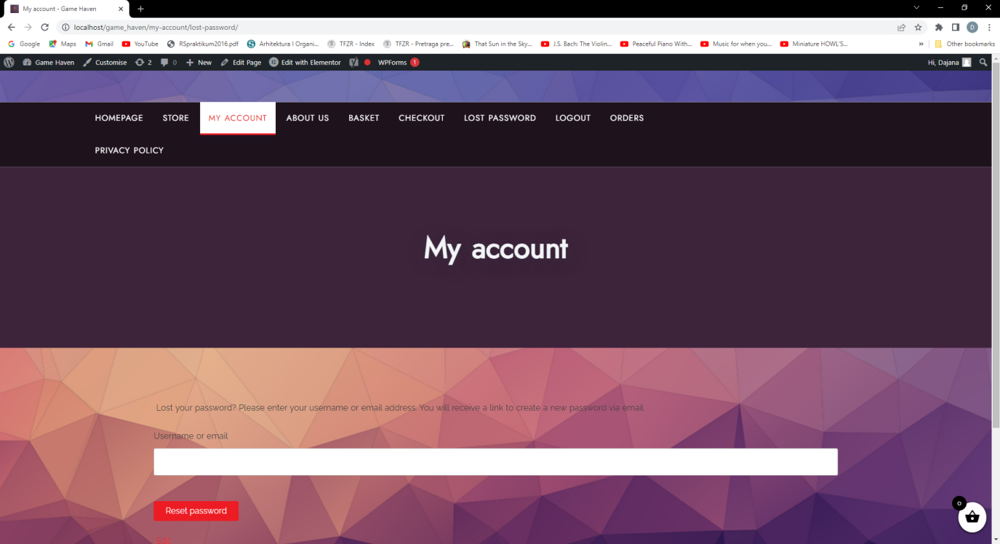 My account - Game Haven
localhost/game_haven/my-account/lost-password/
D
Google Maps Gmail YouTube RSpraktikum2016.pdf Arhitektura I Organi... TFZR - Index TFZR - Pretraga pre... That Sun in the Sky... J.S. Bach: The Violin... Peaceful Piano With... Music for when you... Miniature HOWL'S... » Other bookmarks
Game Haven Customise 2 0 New Edit Page Edit with Elementor WPForms 1 Hi, Dajana
HOMEPAGE STORE MY ACCOUNT ABOUT US BASKET CHECKOUT LOST PASSWORD LOGOUT ORDERS
PRIVACY POLICY
My account
Lost your password? Please enter your username or email address. You will receive a link to create a new password via email.
Username or email
Reset password
0
Edit